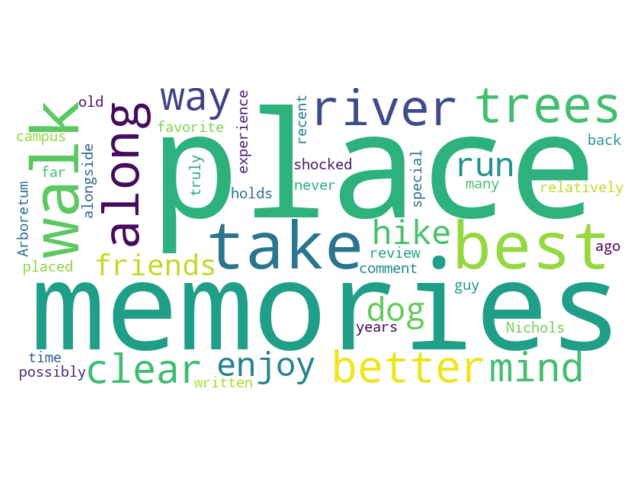 old way experience recent river trees
campus favorite place back
walk along truly shocked run
far alongside holds never special many relatively
Arboretum take hike best ago
placed friends review comment
memories guy
dog years Nichols
time clear enjoy better mind
possibly written